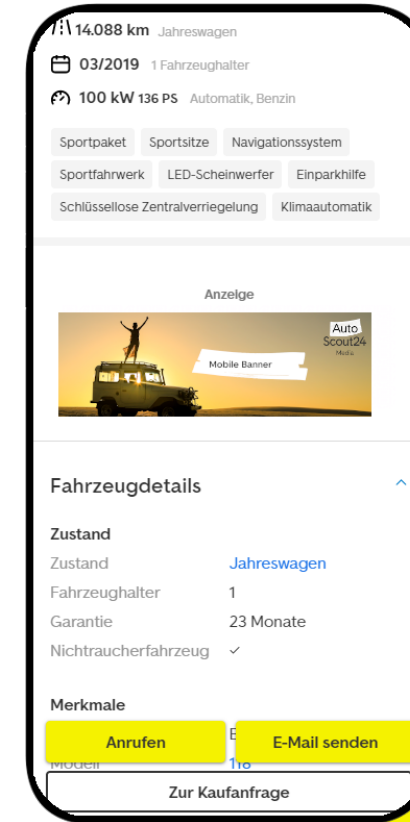 14.088 km Jahreswagen
03/2019 1 Fahrzeughalter
100 kW 136 PS Automatik, Benzin
Sportpaket Sportsitze Navigationssystem
Sportfahrwerk LED-Scheinwerfer Einparkhilfe
Schlüssellose Zentralverriegelung Klimaautomatik
Anzeige
Auto
Scout24
Media
Mobile Banner
Fahrzeugdetails
Zustand
Zustand Jahreswagen
Fahrzeughalter 1
Garantie 23 Monate
Nichtraucherfahrzeug ✓
Merkmale
Anrufen E-Mail senden
Modell 118
Zur Kaufanfrage